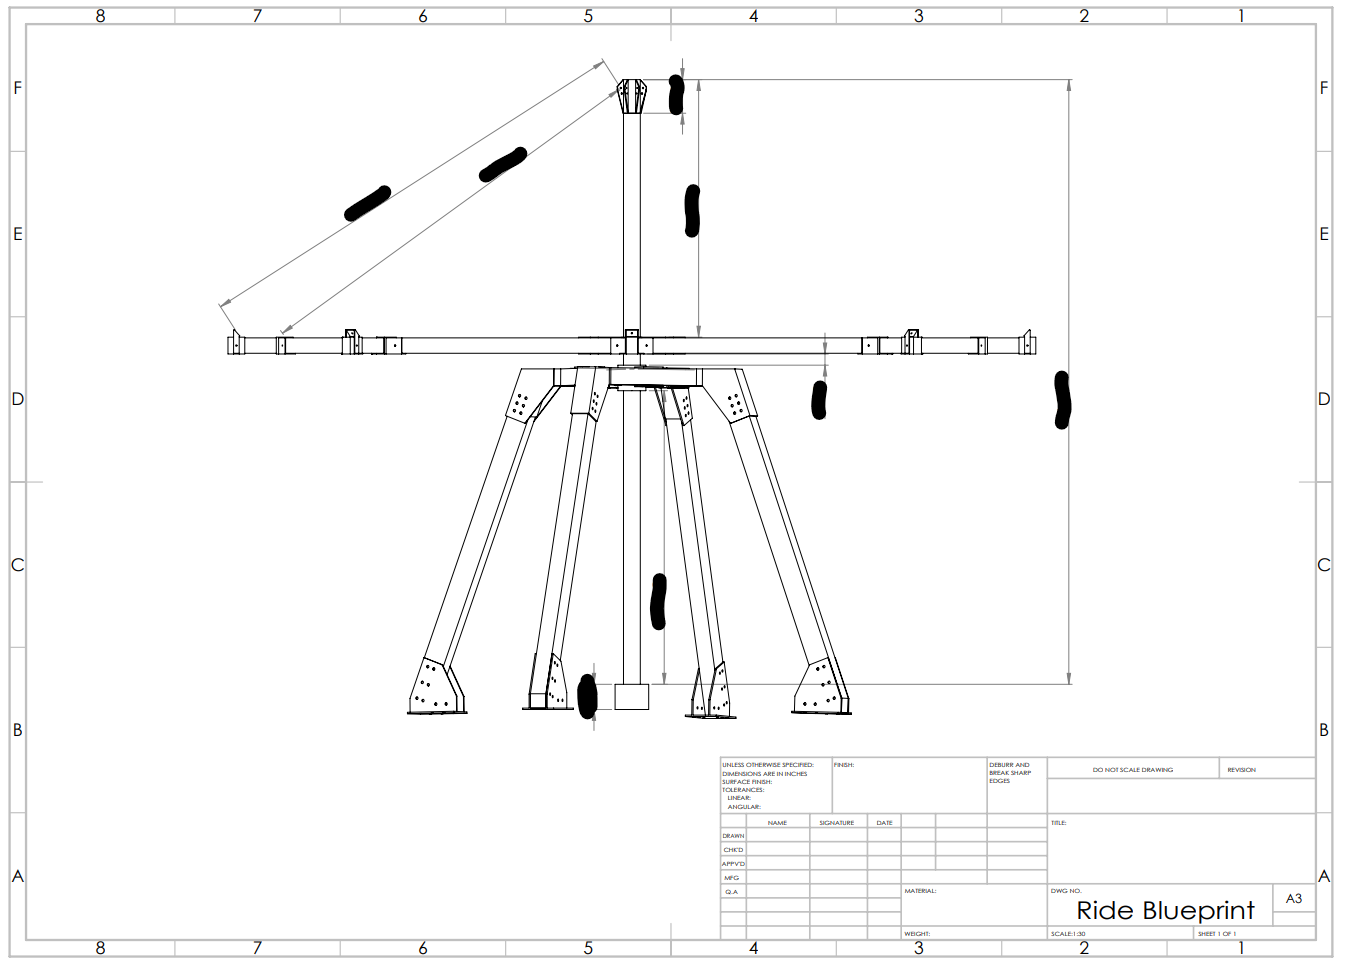 8 7 6 5 4 3 2 1
F F
E E
D D
C C
B B
A A
UNLESS OTHERWISE SPECIFIED:
DIMENSIONS ARE IN INCHES
SURFACE FINISH:
TOLERANCES:
LINEAR:
ANGULAR:
FINISH:
DEBURR AND
BREAK SHARP
EDGES
DO NOT SCALE DRAWING
REVISION
NAME SIGNATURE DATE
DRAWN
CHK'D
APPV'D
MFG
Q.A
MATERIAL:
WEIGHT:
TITLE:
DWG NO.
Ride Blueprint
A3
SCALE:1:30
SHEET 1 OF 1
8 7 6 5 4 3 2 1